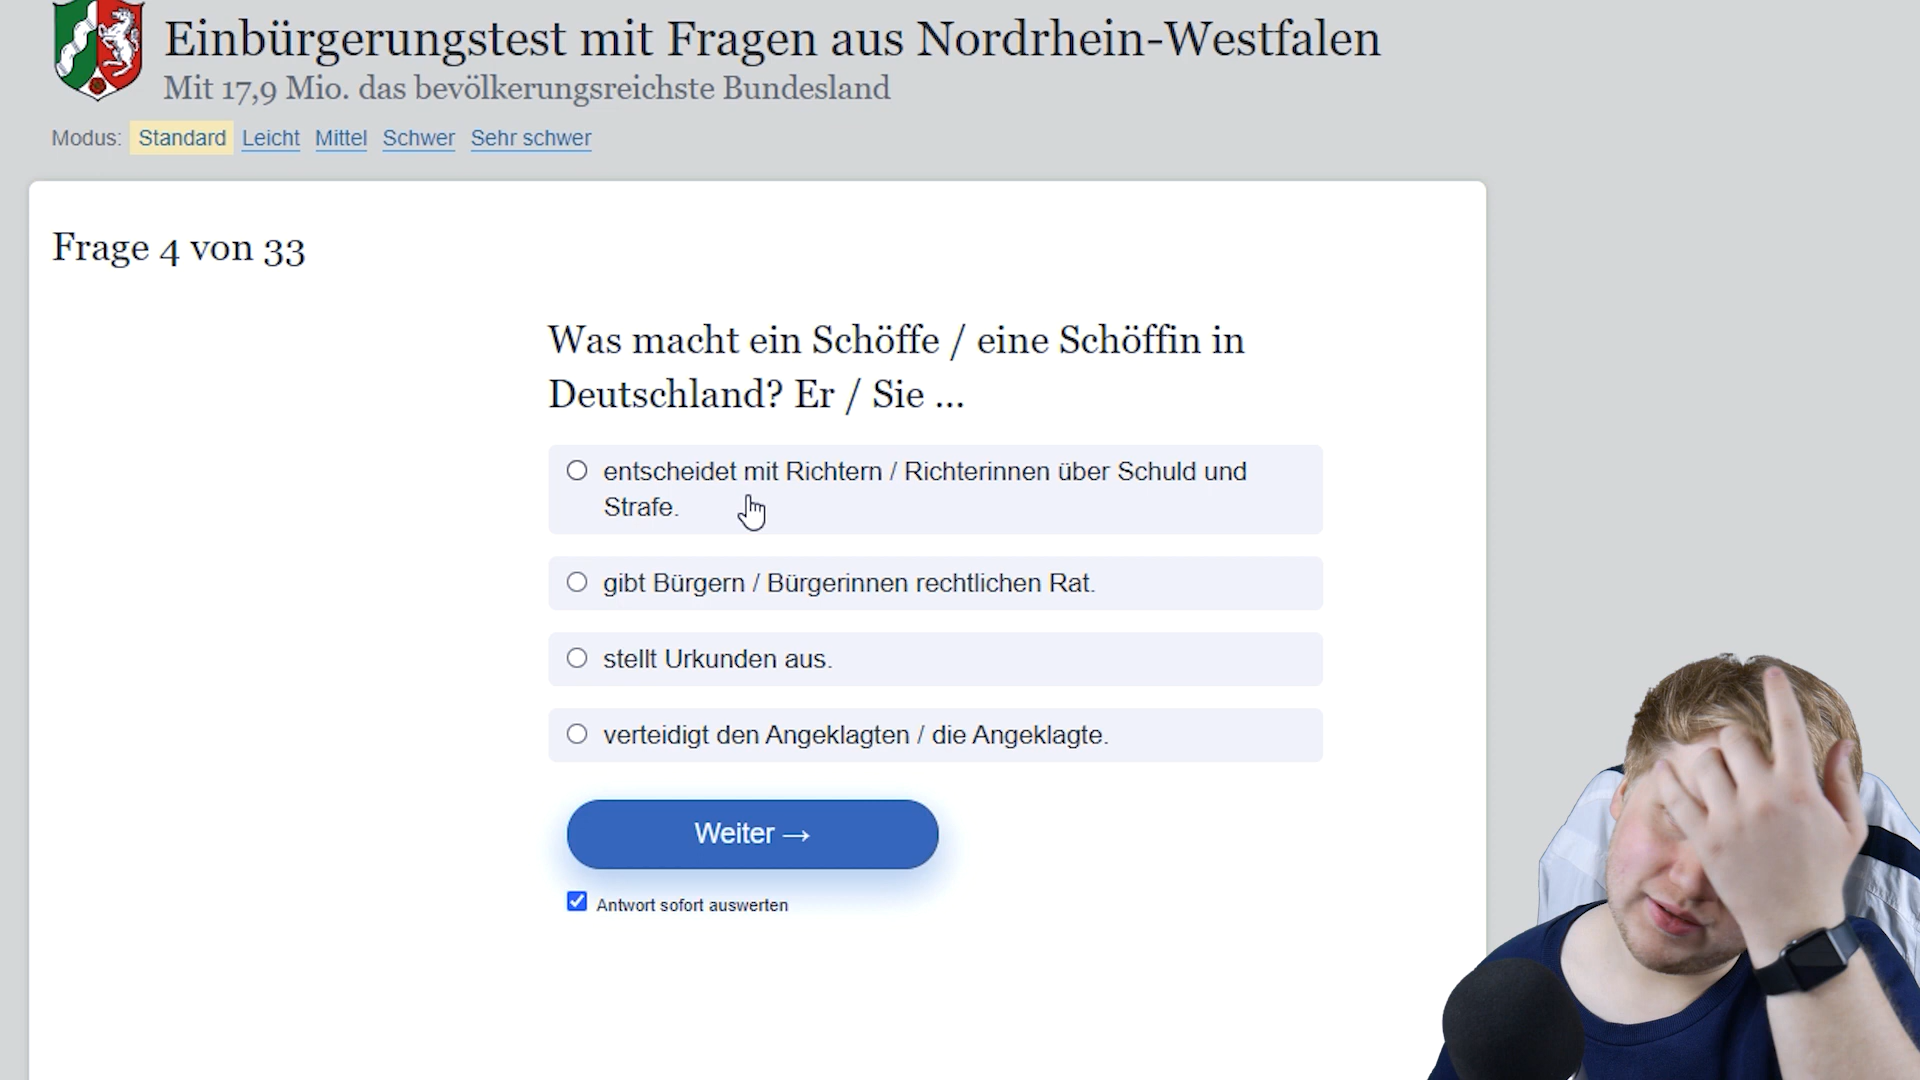 Einbürgerungstest mit Fragen aus Nordrhein-Westfalen
Mit 17,9 Mio. das bevölkerungsreichste Bundesland
Modus: Standard Leicht Mittel Schwer Sehr schwer
Frage 4 von 33
Was macht ein Schöffe / eine Schöffin in
Deutschland? Er / Sie ...
entscheidet mit Richtern / Richterinnen über Schuld und
Strafe.
gibt Bürgern / Bürgerinnen rechtlichen Rat.
stellt Urkunden aus.
verteidigt den Angeklagten / die Angeklagte.
Weiter →
Antwort sofort auswerten